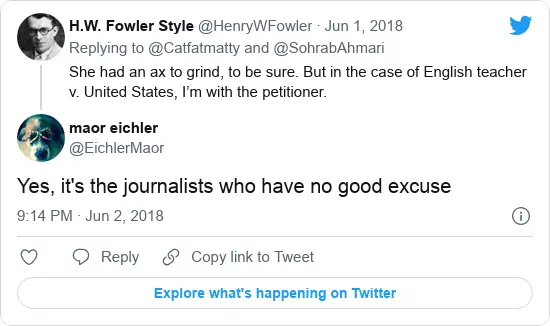 H.W. Fowler Style @HenryWFowler · Jun 1, 2018
Replying to @Catfatmatty and @SohrabAhmari
She had an ax to grind, to be sure. But in the case of English teacher
v. United States, I’m with the petitioner.
maor eichler
@EichlerMaor
Yes, it's the journalists who have no good excuse
9:14 PM · Jun 2, 2018
Reply
Copy link to Tweet
Explore what's happening on Twitter